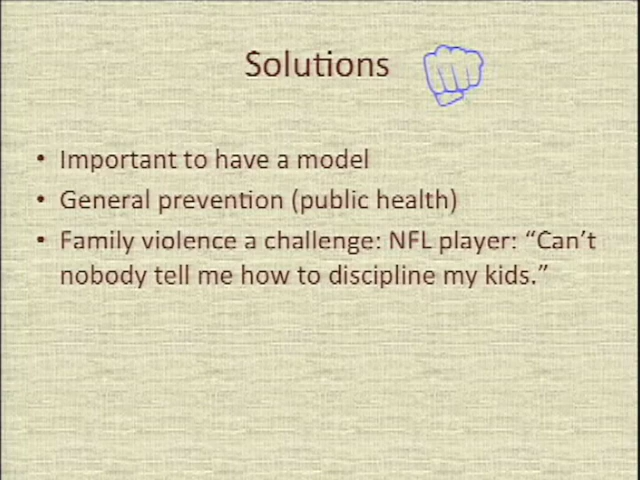 Solutions
• Important to have a model
• General prevention (public health)
• Family violence a challenge: NFL player: “Can’t
nobody tell me how to discipline my kids.”